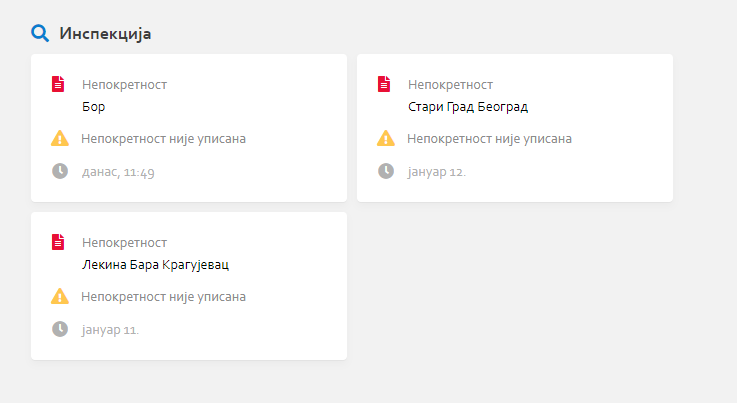 Инспекција
Непокретност
Бор
Непокретност није уписана
данас, 11:49
Непокретност
Стари Град Београд
Непокретност није уписана
јануар 12.
Непокретност
Лекина Бара Крагујевац
Непокретност није уписана
јануар 11.